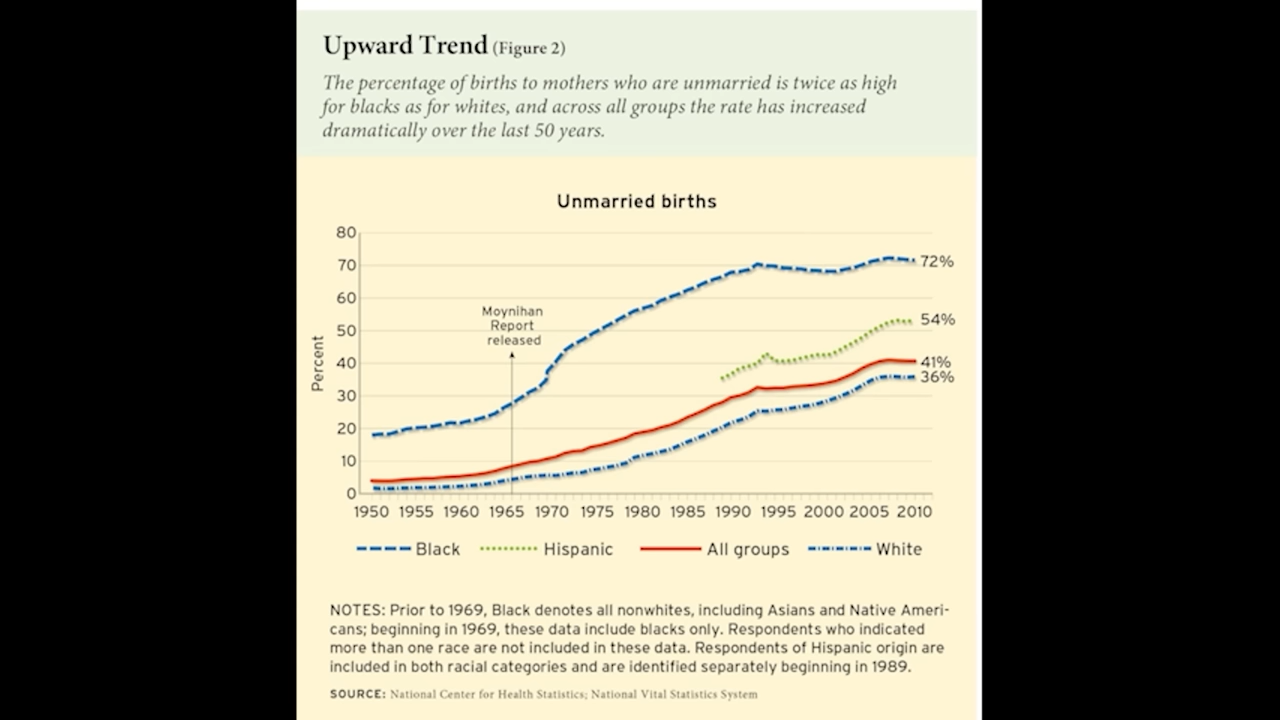 Upward Trend (Figure 2)
The percentage of births to mothers who are unmarried is twice as high
for blacks as for whites, and across all groups the rate has increased
dramatically over the last 50 years.
Unmarried births
80
70
60
50
40
30
20
10
0
Percent
Moynihan
Report
released
72%
54%
41%
36%
1950 1955 1960 1965 1970 1975 1980 1985 1990 1995 2000 2005 2010
Black Hispanic All groups White
NOTES: Prior to 1969, Black denotes all nonwhites, including Asians and Native Ameri-
cans; beginning in 1969, these data include blacks only. Respondents who indicated
more than one race are not included in these data. Respondents of Hispanic origin are
included in both racial categories and are identified separately beginning in 1989.
SOURCE: National Center for Health Statistics; National Vital Statistics System